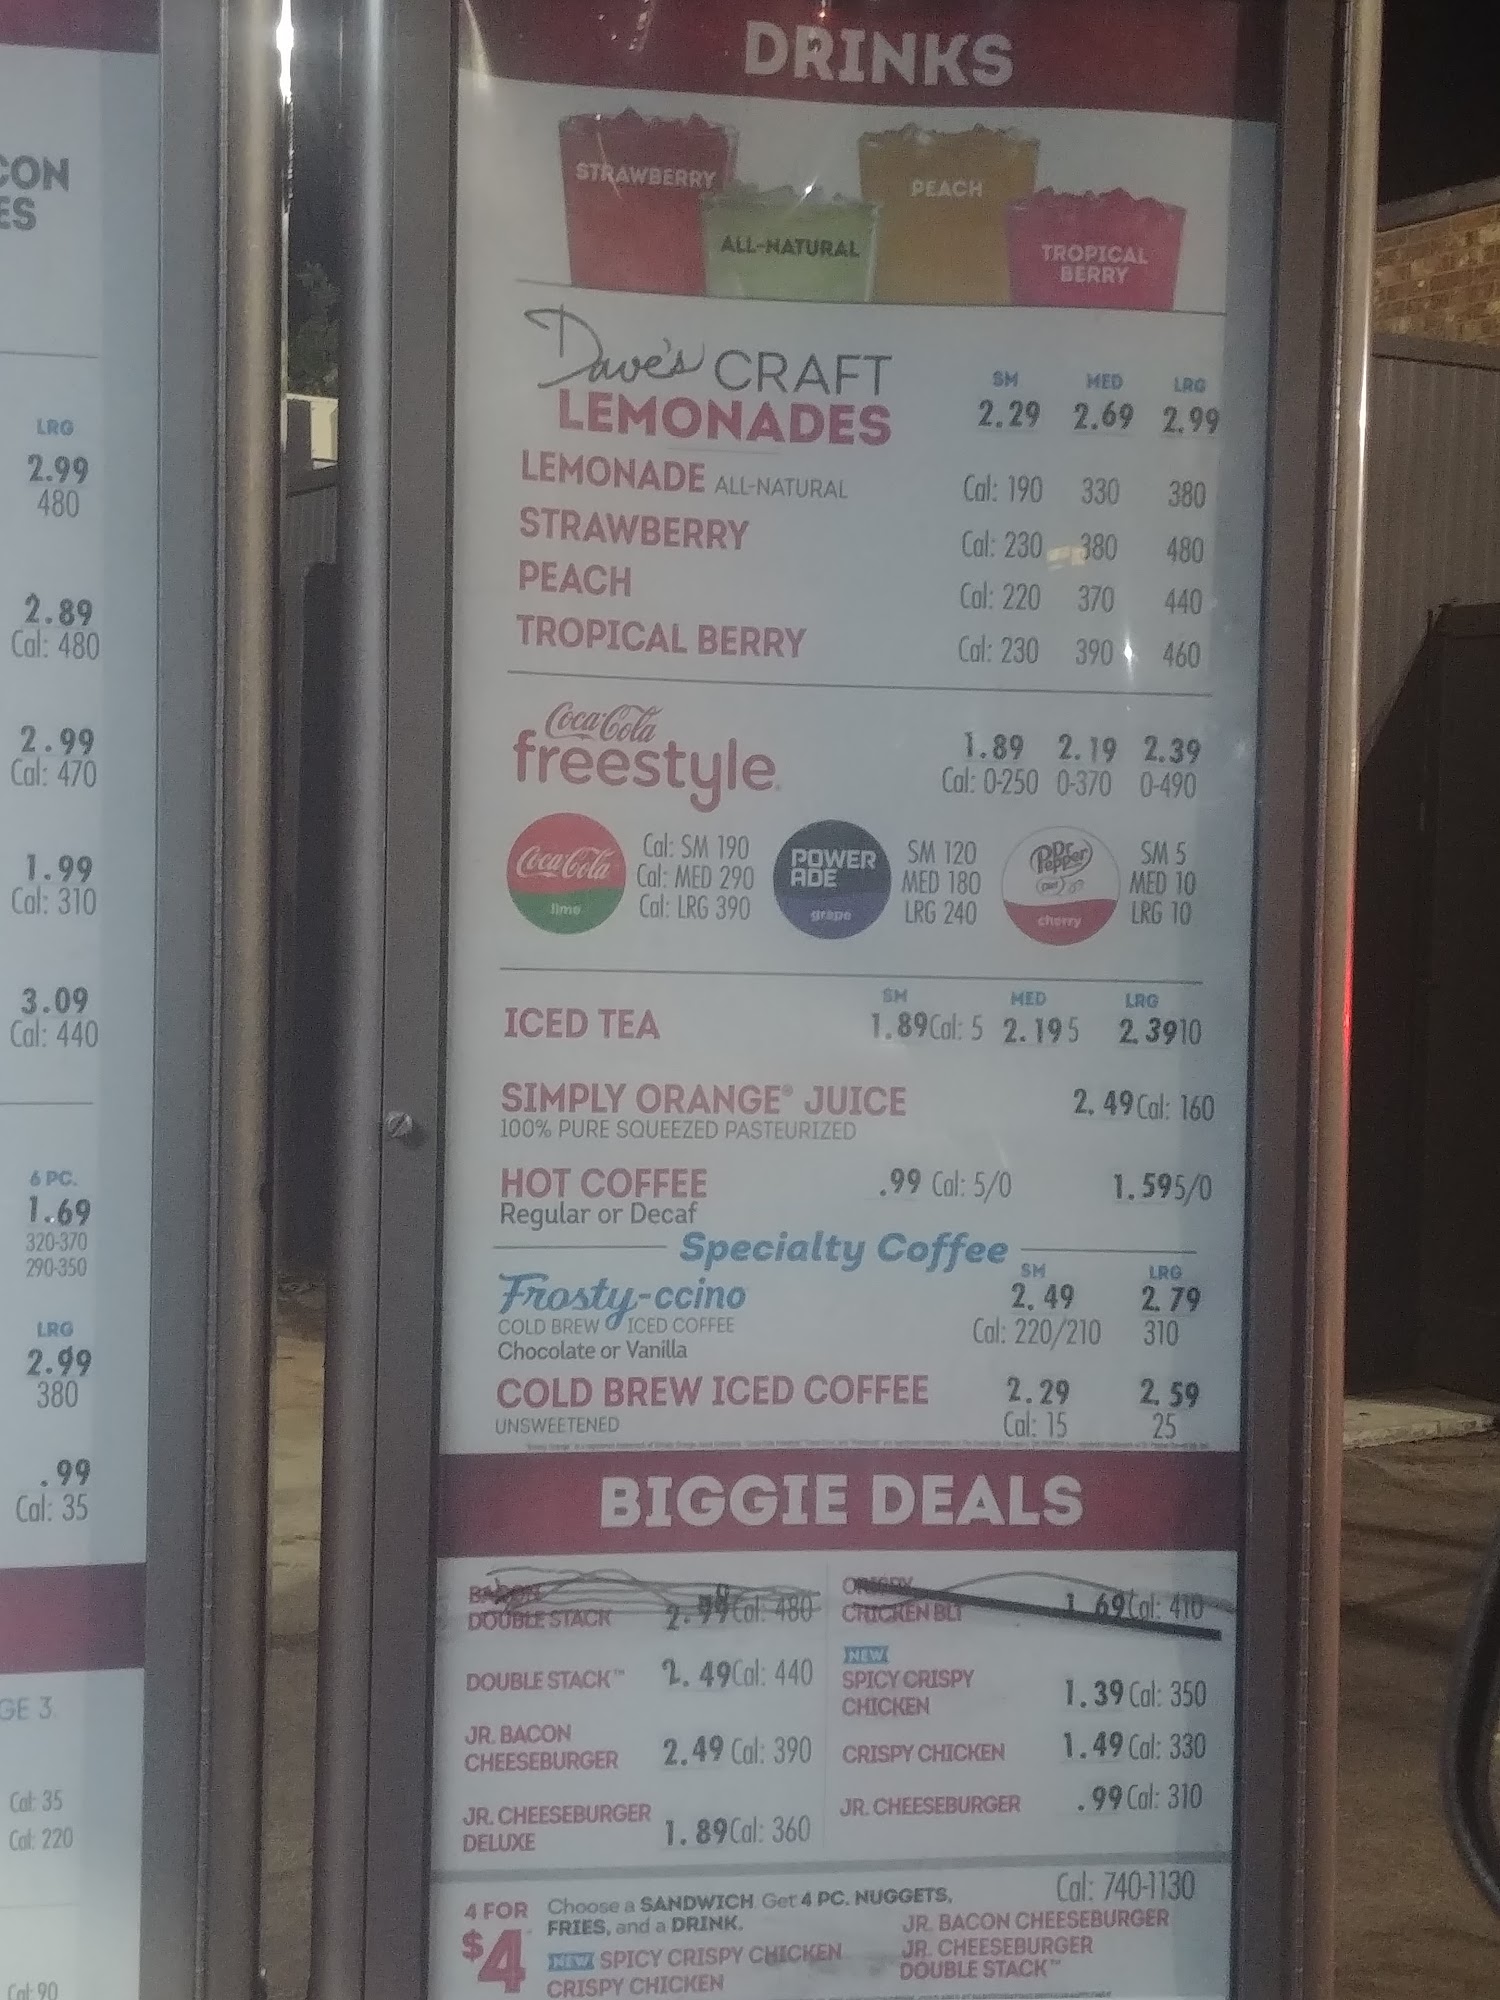 CON
ES
LRG
2.99
480
2.89
Cal: 480
2.99
Cal: 470
1.99
Cal: 310
3.09
Cal: 440
6 PC.
1.69
320-370
290-350
LRG
2.99
380
.99
Cal: 35
GE 3.
Cal: 35
Cal: 220
Cal: 90
DRINKS
STRAWBERRY
ALL-NATURAL
PEACH
TROPICAL
BERRY
Dave's CRAFT
LEMONADES
SM MED LRG
2.29 2.69 2.99
LEMONADE ALL-NATURAL Cal: 190 330 380
STRAWBERRY Cal: 230 380 480
PEACH Cal: 220 370 440
TROPICAL BERRY Cal: 230 390 460
Coca-Cola
freestyle
1.89 2.19 2.39
Cal: 0-250 0-370 0-490
Coca-Cola
lime
Cal: SM 190
Cal: MED 290
Cal: LRG 390
POWER
ADE
grape
SM 120
MED 180
LRG 240
Dr Pepper
Diet
cherry
SM 5
MED 10
LRG 10
SM MED LRG
ICED TEA 1.89 Cal: 5 2.19 5 2.39 10
SIMPLY ORANGE® JUICE 2.49 Cal: 160
100% PURE SQUEEZED PASTEURIZED
HOT COFFEE .99 Cal: 5/0 1.59 5/0
Regular or Decaf
Specialty Coffee
SM LRG
Frosty-ccino 2.49 2.79
COLD BREW ICED COFFEE Cal: 220/210 310
Chocolate or Vanilla
COLD BREW ICED COFFEE 2.29 2.59
UNSWEETENED Cal: 15 25
BIGGIE DEALS
BACON
DOUBLE STACK 2.99 Cal: 480
DOUBLE STACK™ 2.49 Cal: 440
JR. BACON
CHEESEBURGER 2.49 Cal: 390
JR. CHEESEBURGER
DELUXE 1.89 Cal: 360
CRISPY
CHICKEN BLT 1.69 Cal: 410
NEW
SPICY CRISPY
CHICKEN 1.39 Cal: 350
CRISPY CHICKEN 1.49 Cal: 330
JR. CHEESEBURGER .99 Cal: 310
4 FOR
$4
Choose a SANDWICH. Get 4 PC. NUGGETS,
FRIES, and a DRINK.
Cal: 740-1130
NEW SPICY CRISPY CHICKEN
CRISPY CHICKEN
JR. BACON CHEESEBURGER
JR. CHEESEBURGER
DOUBLE STACK™